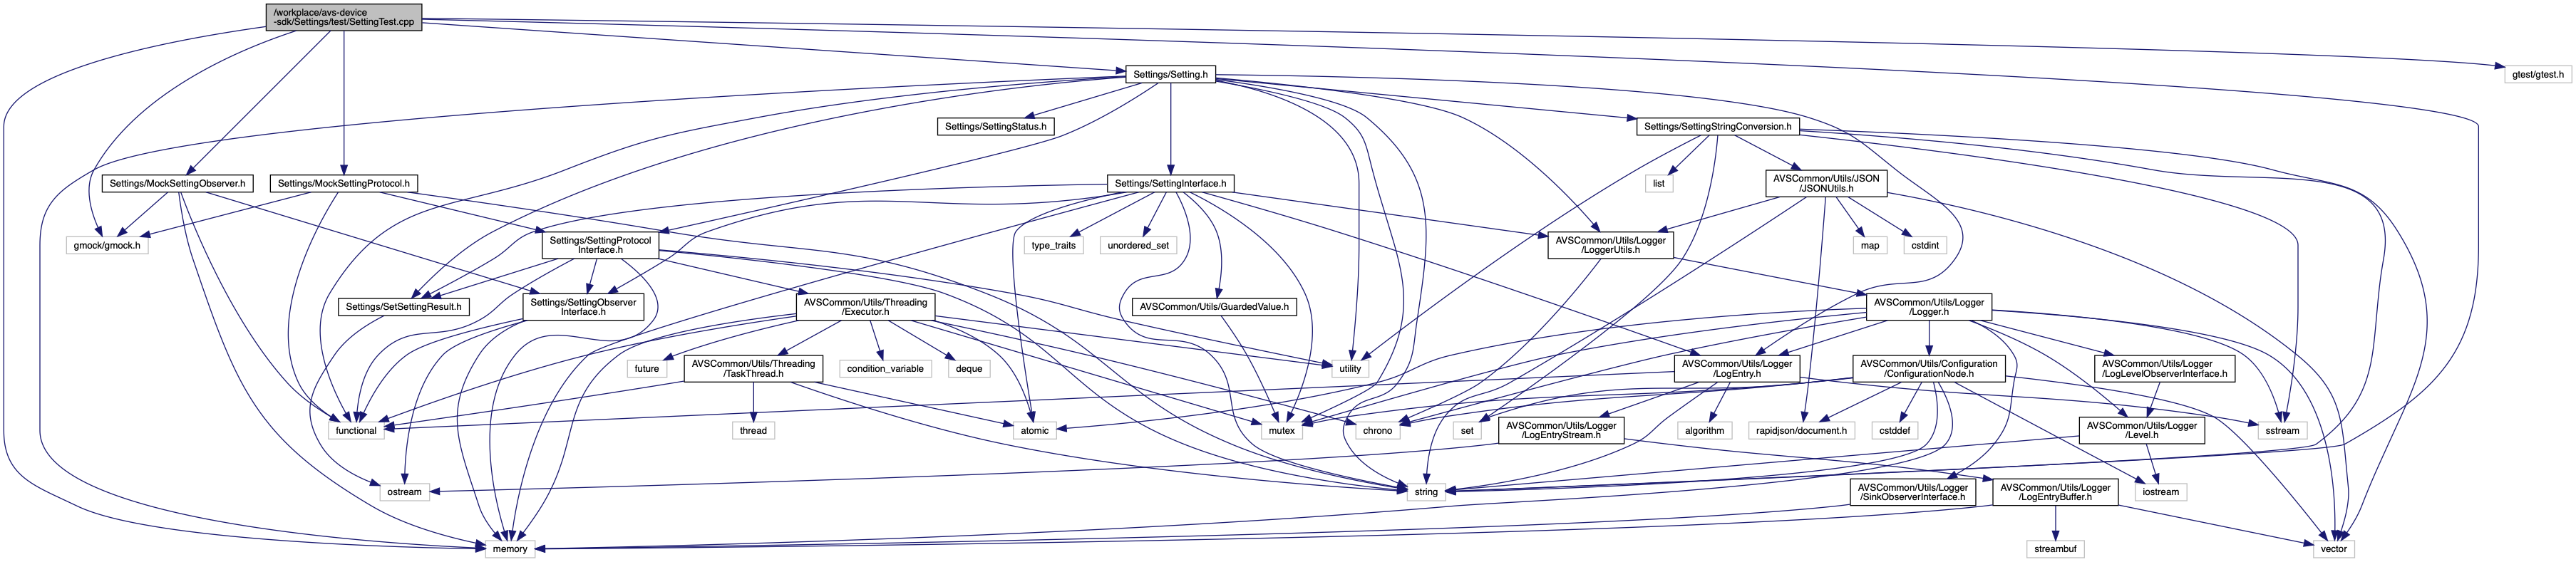 /workplace/avs-device
-sdk/Settings/test/SettingTest.cpp
Settings/Setting.h
gtest/gtest.h
Settings/SettingStatus.h
Settings/SettingStringConversion.h
Settings/MockSettingObserver.h
Settings/MockSettingProtocol.h
Settings/SettingInterface.h
list
AVSCommon/Utils/JSON
/JSONUtils.h
gmock/gmock.h
Settings/SettingProtocol
Interface.h
type_traits
unordered_set
AVSCommon/Utils/Logger
/LoggerUtils.h
map
cstdint
Settings/SetSettingResult.h
Settings/SettingObserver
Interface.h
AVSCommon/Utils/Threading
/Executor.h
AVSCommon/Utils/GuardedValue.h
AVSCommon/Utils/Logger
/Logger.h
future
AVSCommon/Utils/Threading
/TaskThread.h
condition_variable
deque
utility
AVSCommon/Utils/Logger
/LogEntry.h
AVSCommon/Utils/Configuration
/ConfigurationNode.h
AVSCommon/Utils/Logger
/LogLevelObserverInterface.h
functional
thread
atomic
mutex
chrono
set
AVSCommon/Utils/Logger
/LogEntryStream.h
algorithm
rapidjson/document.h
cstddef
AVSCommon/Utils/Logger
/Level.h
sstream
ostream
string
AVSCommon/Utils/Logger
/SinkObserverInterface.h
AVSCommon/Utils/Logger
/LogEntryBuffer.h
iostream
memory
streambuf
vector